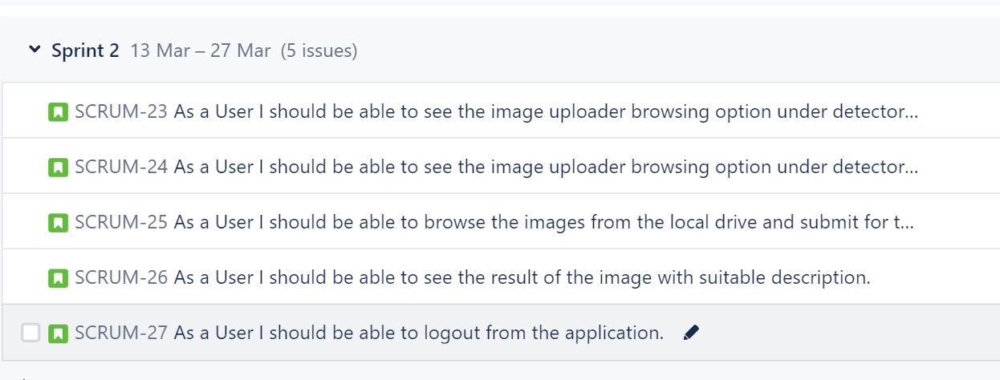 Sprint 2 13 Mar – 27 Mar (5 issues)
SCRUM-23 As a User I should be able to see the image uploader browsing option under detector...
SCRUM-24 As a User I should be able to see the image uploader browsing option under detector...
SCRUM-25 As a User I should be able to browse the images from the local drive and submit for t...
SCRUM-26 As a User I should be able to see the result of the image with suitable description.
SCRUM-27 As a User I should be able to logout from the application.